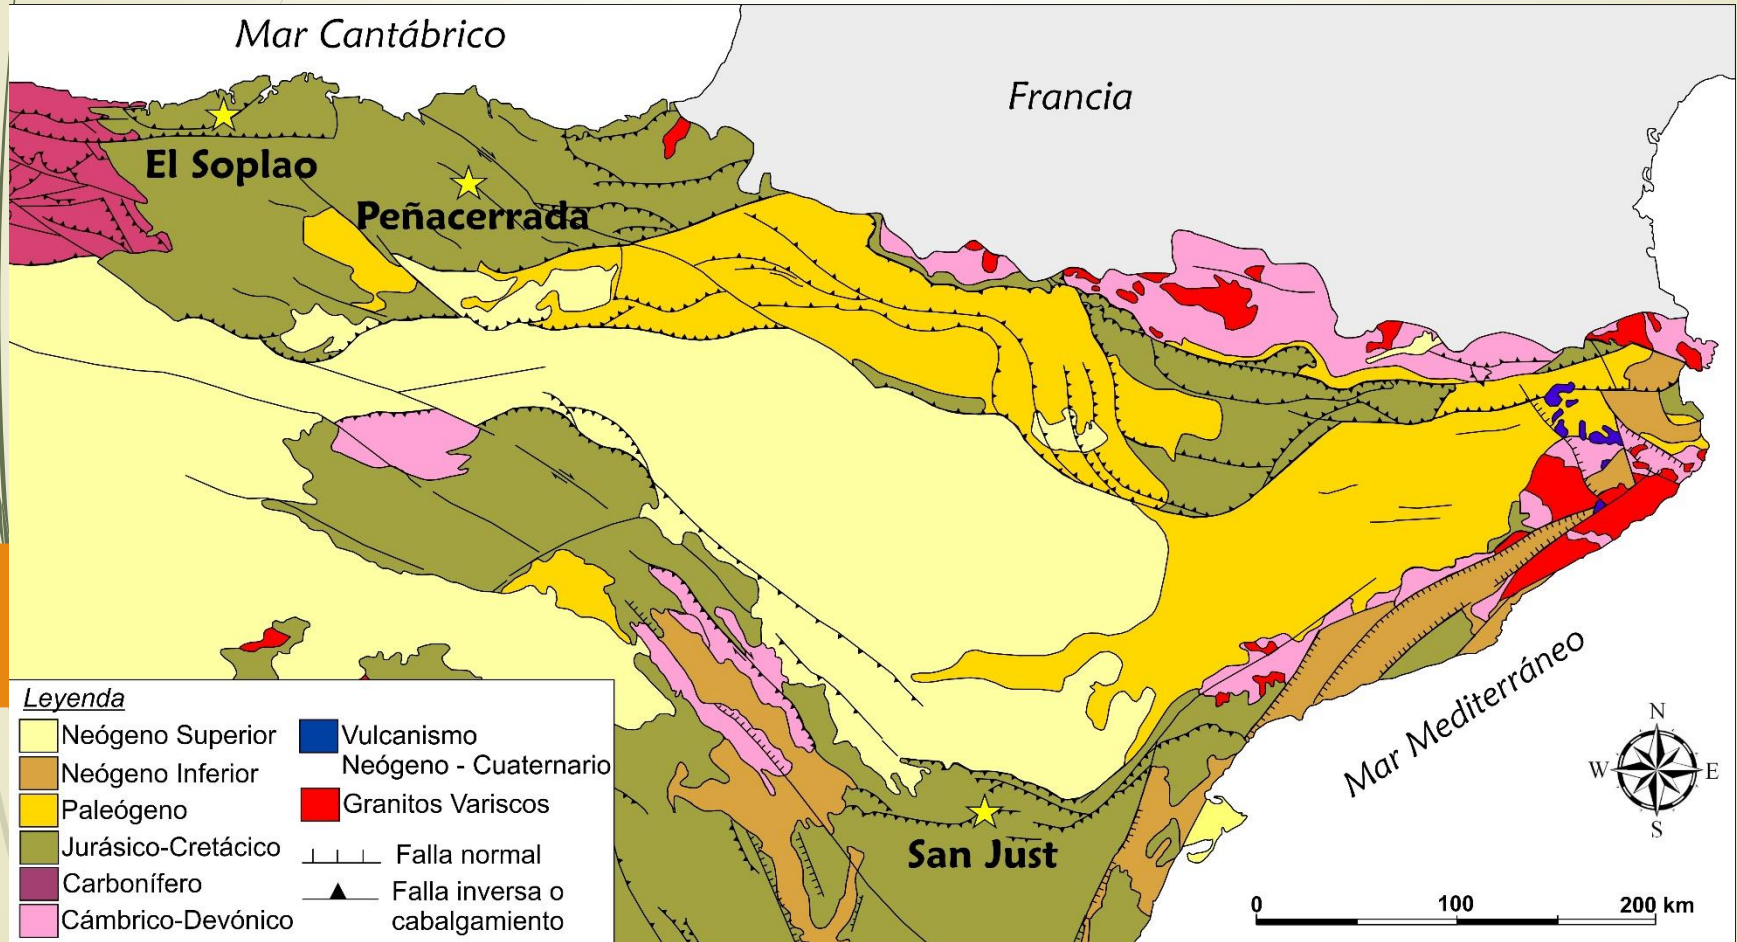 Mar Cantábrico
Francia
El Soplao
Peñacerrada
Mar Mediterráneo
San Just
N
W
E
S
0 100 200 km
Leyenda
Neógeno Superior
Neógeno Inferior
Paleógeno
Jurásico-Cretácico
Carbonífero
Cámbrico-Devónico
Vulcanismo
Neógeno - Cuaternario
Granitos Variscos
Falla normal
Falla inversa o
cabalgamiento